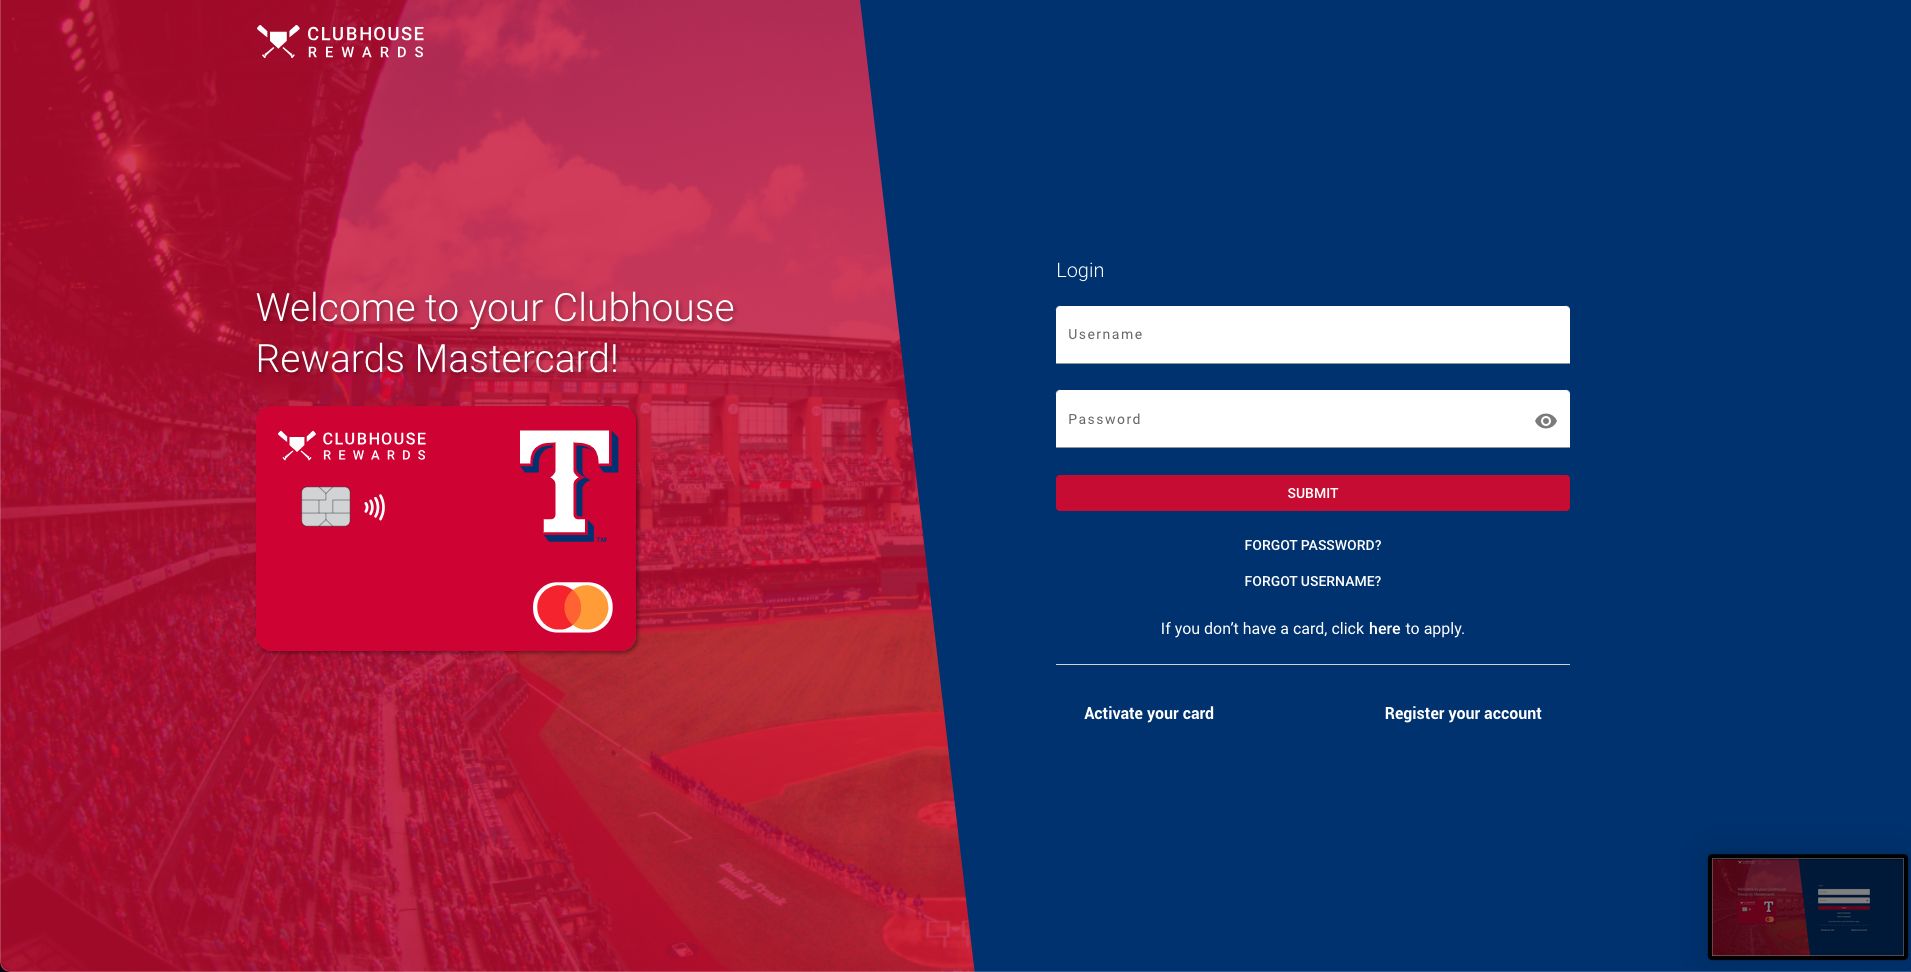 CLUBHOUSE
REWARDS
Welcome to your Clubhouse
Rewards Mastercard!
CLUBHOUSE
REWARDS
T
TM
Login
Username
Password
SUBMIT
FORGOT PASSWORD?
FORGOT USERNAME?
If you don’t have a card, click here to apply.
Activate your card
Register your account